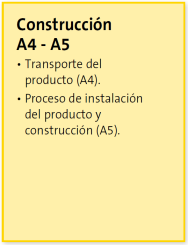 Construcción
A4 - A5
• Transporte del
producto (A4).
• Proceso de instalación
del producto y
construcción (A5).